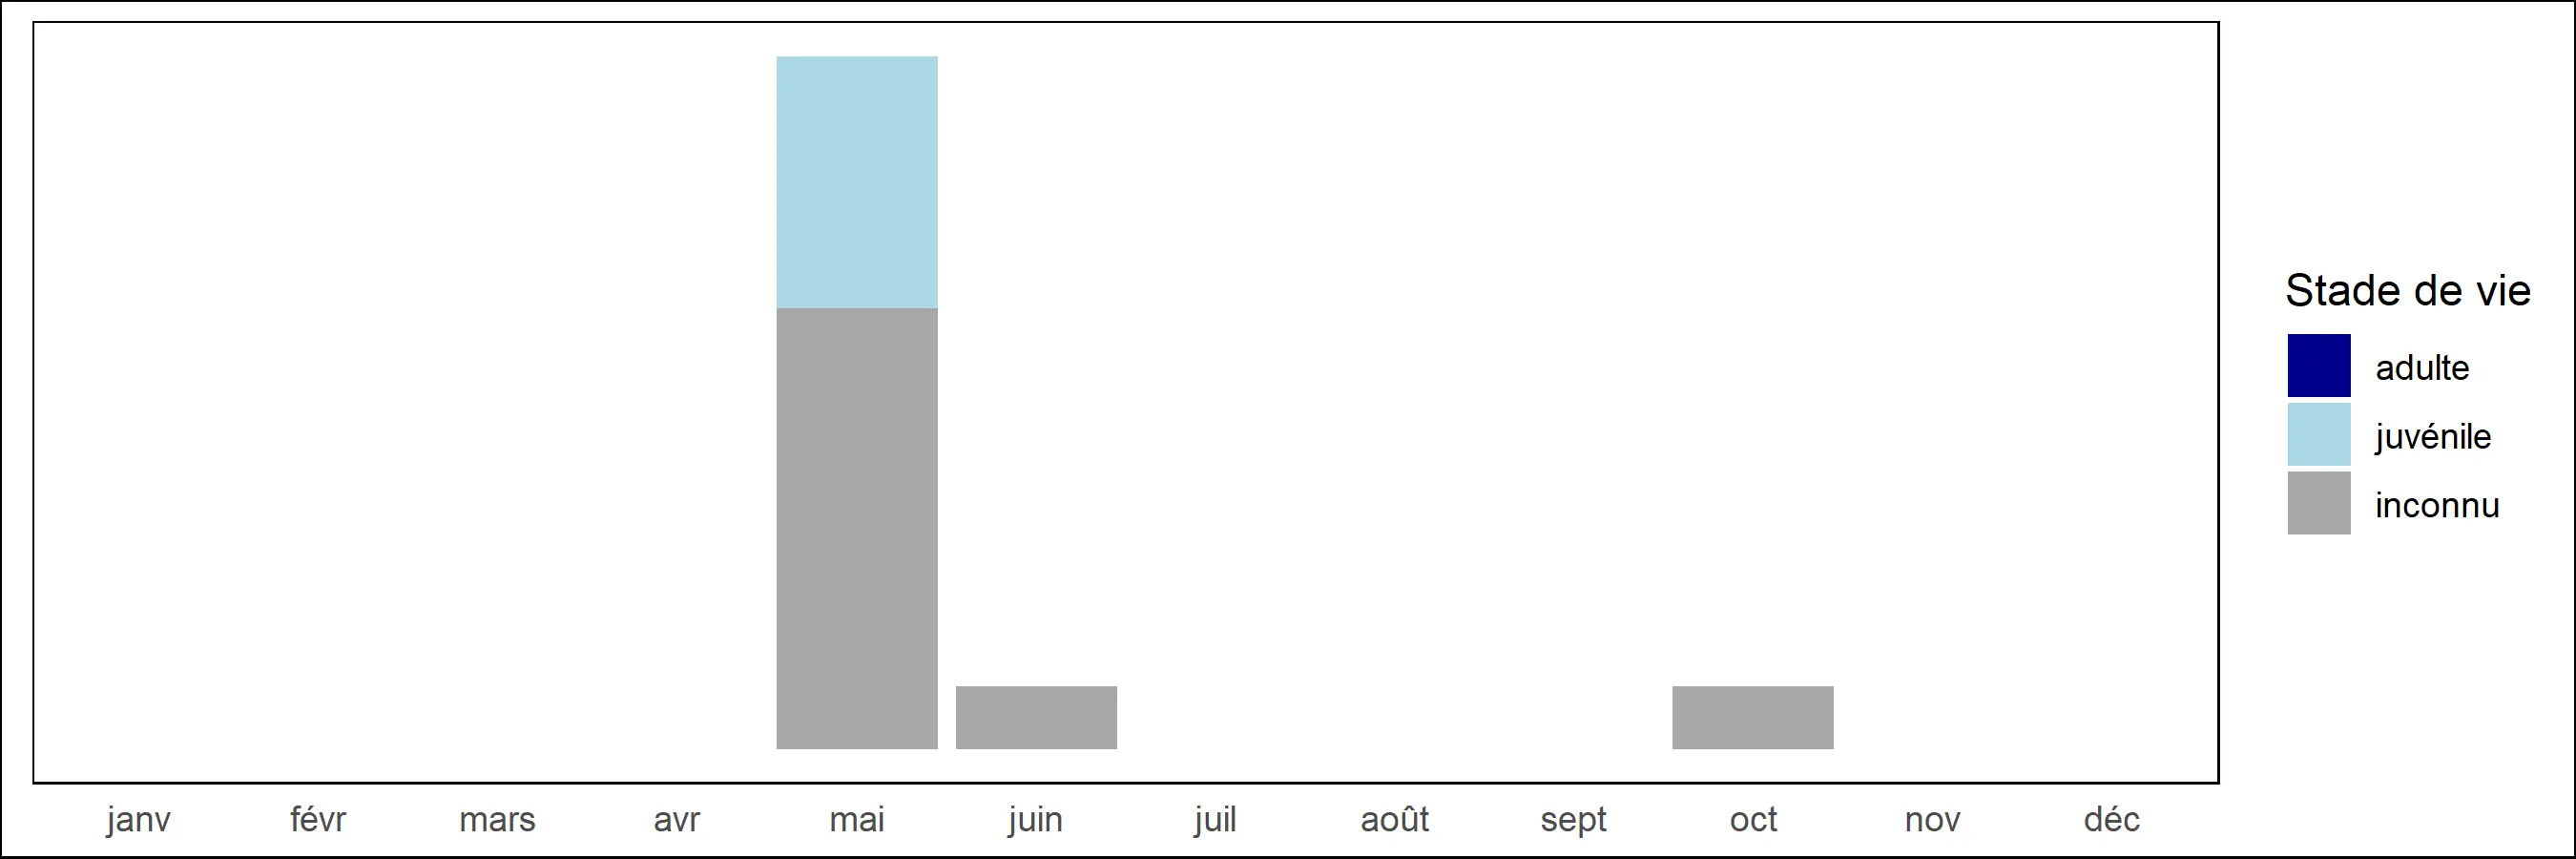 Stade de vie
adulte
juvénile
inconnu
janv févr mars avr mai juin juil août sept oct nov déc